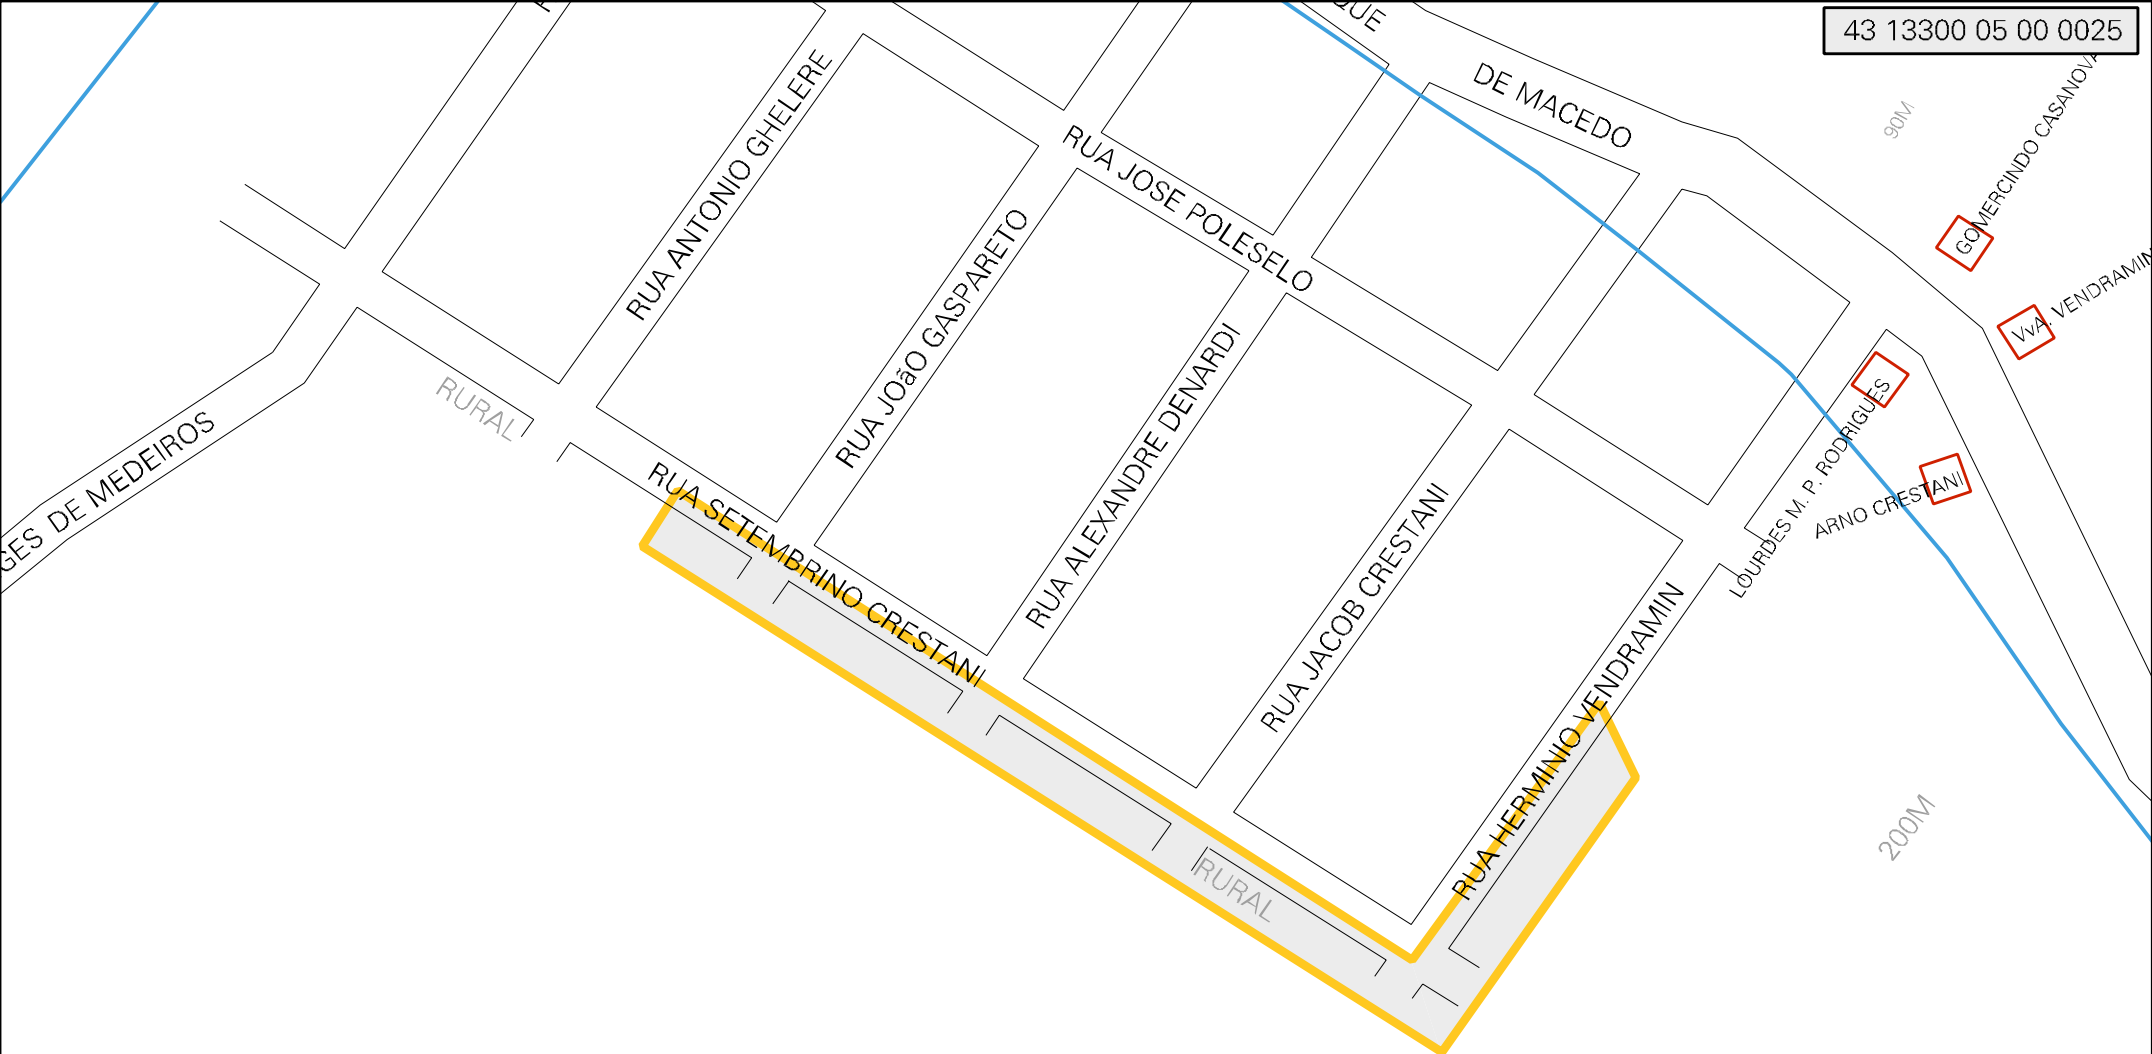 43 13300 05 00 0025
DE MACEDO
90M
GOMERCINDO CASANOVA
RUA ANTONIO GHELERE
RUA JOSE POLESELO
RUA JOãO GASPARETO
VvA. VENDRAMIN
RUA ALEXANDRE DENARDI
RURAL
GES DE MEDEIROS
LOURDES M. P. RODRIGUES
ARNO CRESTANI
RUA SETEMBRINO CRESTANI
RUA JACOB CRESTANI
RUA HERMINIO VENDRAMIN
200M
RURAL